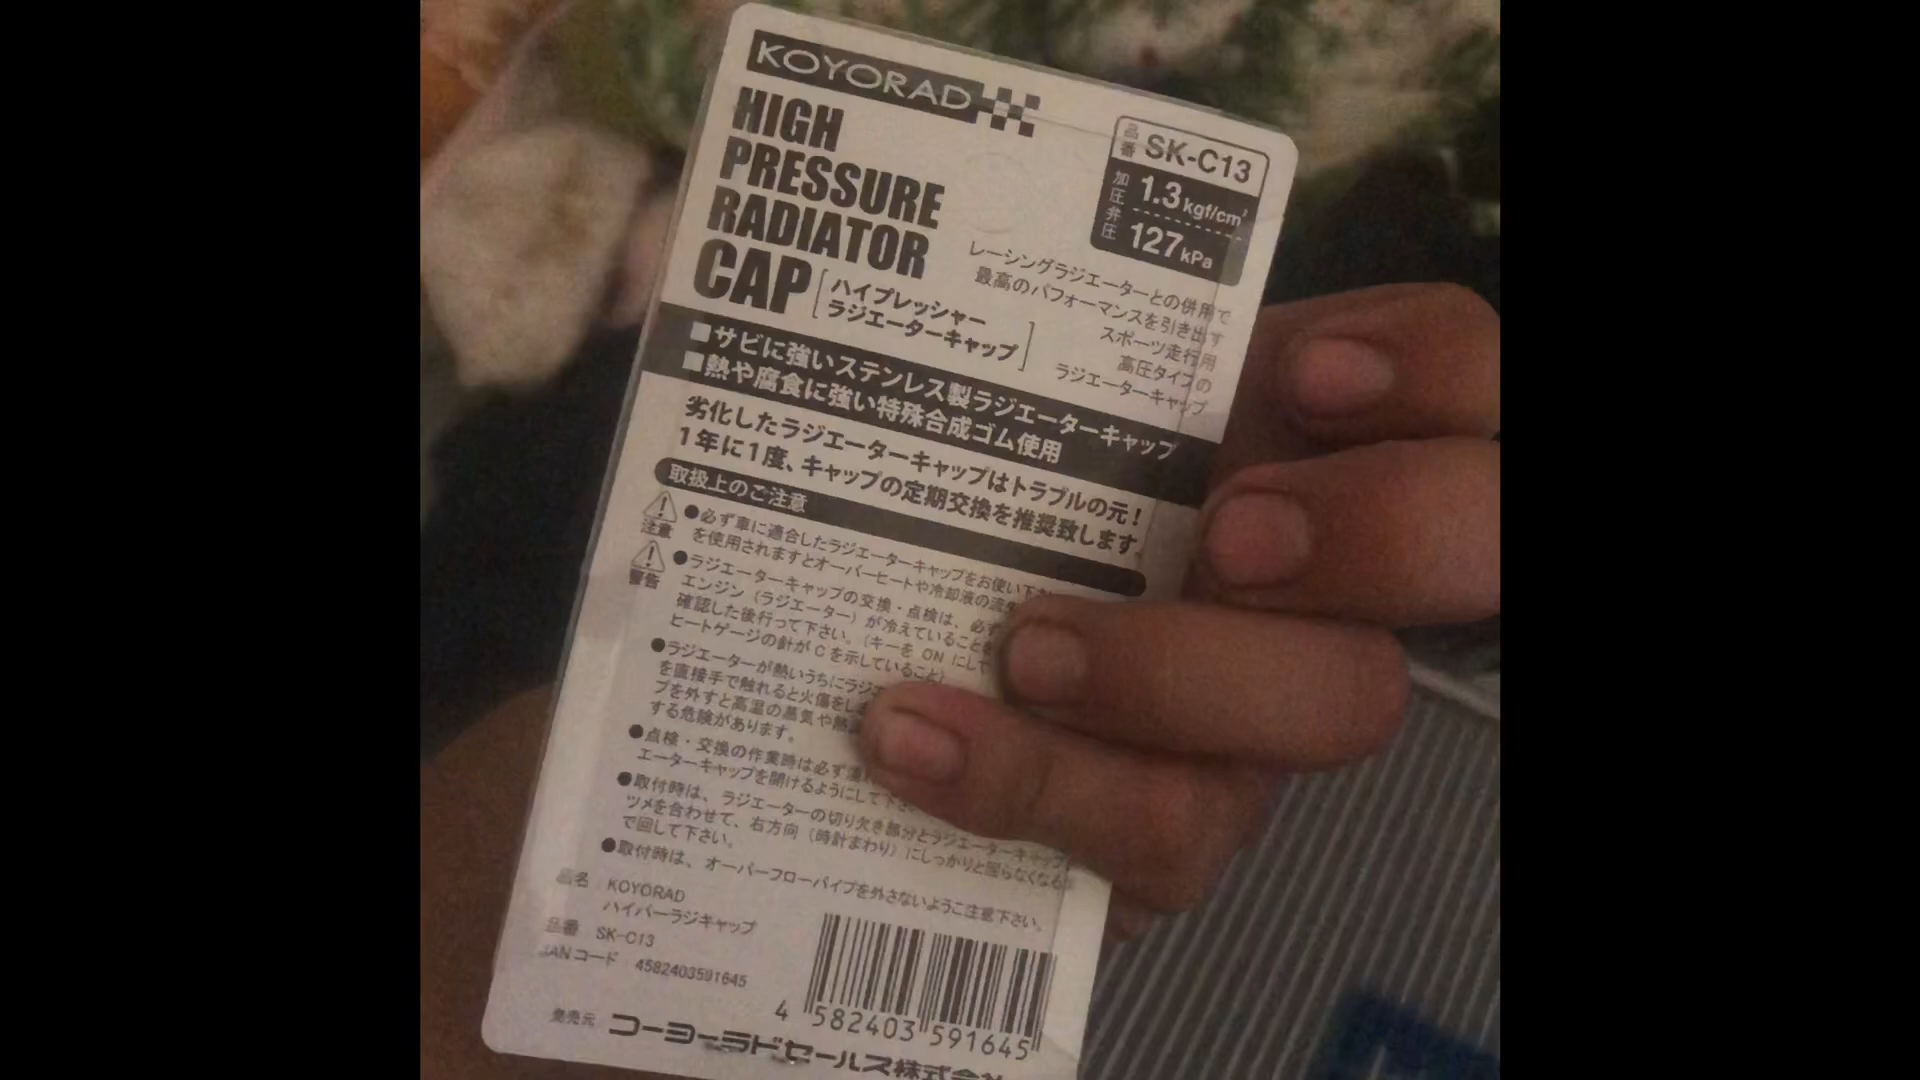 KOYORAD
HIGH
PRESSURE
RADIATOR
CAP
ハイプレッシャー
ラジエーターキャップ
品番 SK-C13
加圧弁圧 1.3 kgf/cm²
127 kPa
レーシングラジエーターとの併用で
最高のパフォーマンスを引き出す
スポーツ走行用
高圧タイプの
ラジエーターキャップ
■サビに強いステンレス製ラジエーターキャップ
■熱や腐食に強い特殊合成ゴム使用
劣化したラジエーターキャップはトラブルの元!
1年に1度、キャップの定期交換を推奨致します。
取扱上のご注意
注意
●必ず車に適合したラジエーターキャップをお使い下さ
を使用されますとオーバーヒートや冷却液の流
警告
●ラジエーターキャップの交換・点検は、必ず
エンジン(ラジエーター)が冷えていることを
確認した後行って下さい。(キーを ON にして
ヒートゲージの針が C を示していること)
●ラジエーターが熱いうちにラジエ
を直接手で触れると火傷をし
プを外すと高温の蒸気や熱
する危険があります。
●点検・交換の作業時は必ず
エーターキャップを開けるようにして下さ
●取付時は、ラジエーターの切り欠き部分とラジエーターキャップ
ツメを合わせて、右方向(時計まわり)にしっかりと回らなくなる
で回して下さい。
●取付時は、オーバーフローパイプを外さないようご注意下さい。
品名 KOYORAD
ハイパーラジキャップ
品番 SK-C13
JANコード 4582403591645
4 582403 591645
発売元 コーヨーラドセールス株式会社